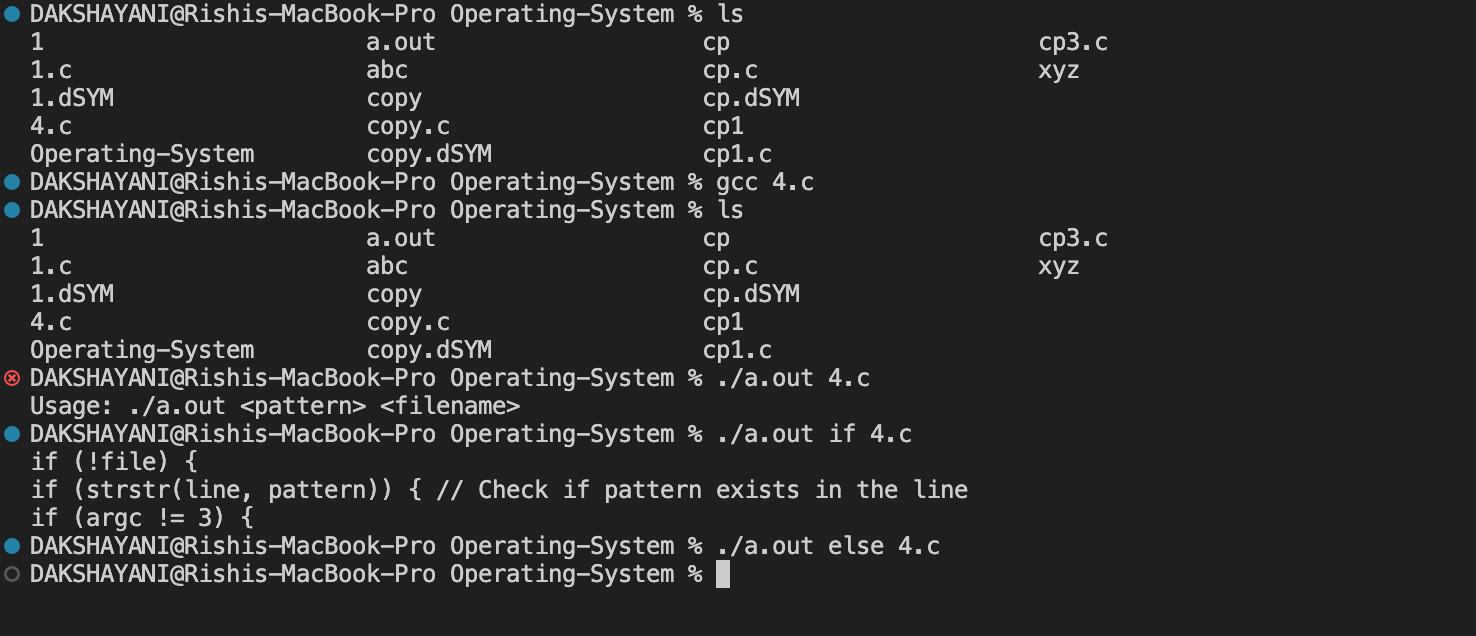 DAKSHAYANI@Rishis-MacBook-Pro Operating-System % ls
1 a.out cp cp3.c
1.c abc cp.c xyz
1.dSYM copy cp.dSYM
4.c copy.c cp1
Operating-System copy.dSYM cp1.c
DAKSHAYANI@Rishis-MacBook-Pro Operating-System % gcc 4.c
DAKSHAYANI@Rishis-MacBook-Pro Operating-System % ls
1 a.out cp cp3.c
1.c abc cp.c xyz
1.dSYM copy cp.dSYM
4.c copy.c cp1
Operating-System copy.dSYM cp1.c
DAKSHAYANI@Rishis-MacBook-Pro Operating-System % ./a.out 4.c
Usage: ./a.out <pattern> <filename>
DAKSHAYANI@Rishis-MacBook-Pro Operating-System % ./a.out if 4.c
if (!file) {
if (strstr(line, pattern)) { // Check if pattern exists in the line
if (argc != 3) {
DAKSHAYANI@Rishis-MacBook-Pro Operating-System % ./a.out else 4.c
DAKSHAYANI@Rishis-MacBook-Pro Operating-System %